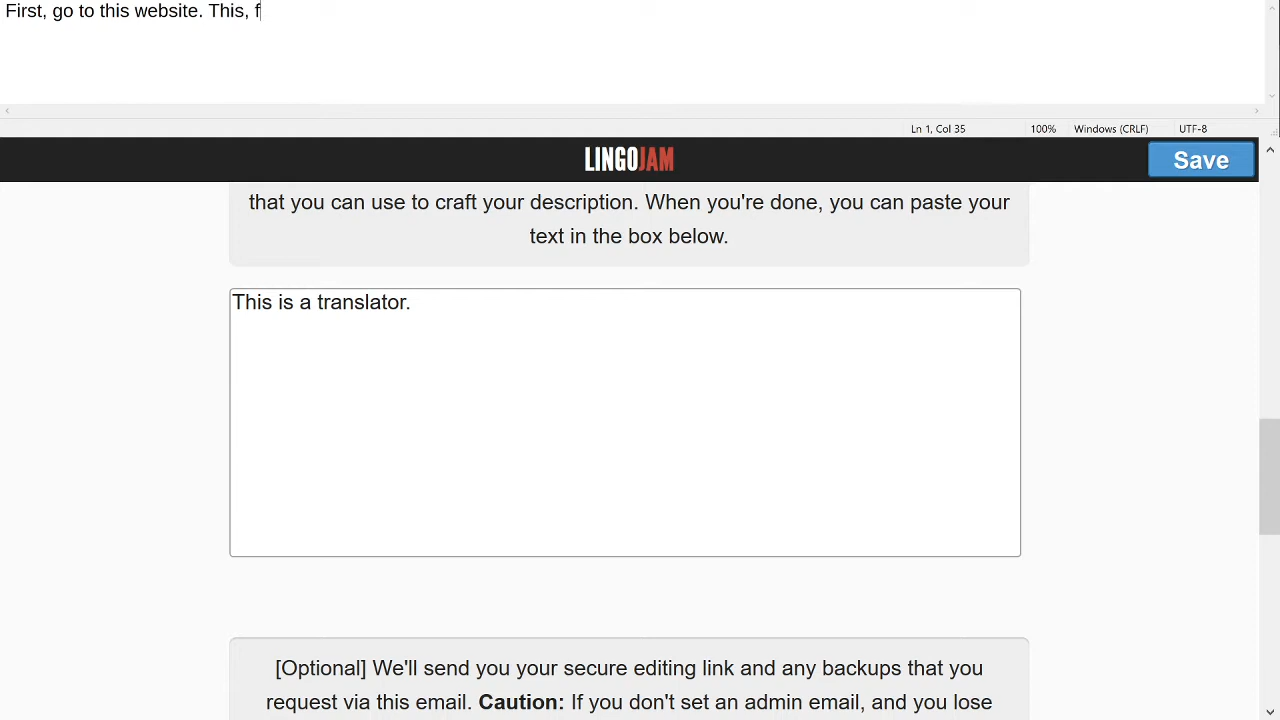 First, go to this website. This, f
Ln 1, Col 35 100% Windows (CRLF) UTF-8
LINGOJAM Save
that you can use to craft your description. When you're done, you can paste your
text in the box below.
This is a translator.
[Optional] We'll send you your secure editing link and any backups that you
request via this email. Caution: If you don't set an admin email, and you lose